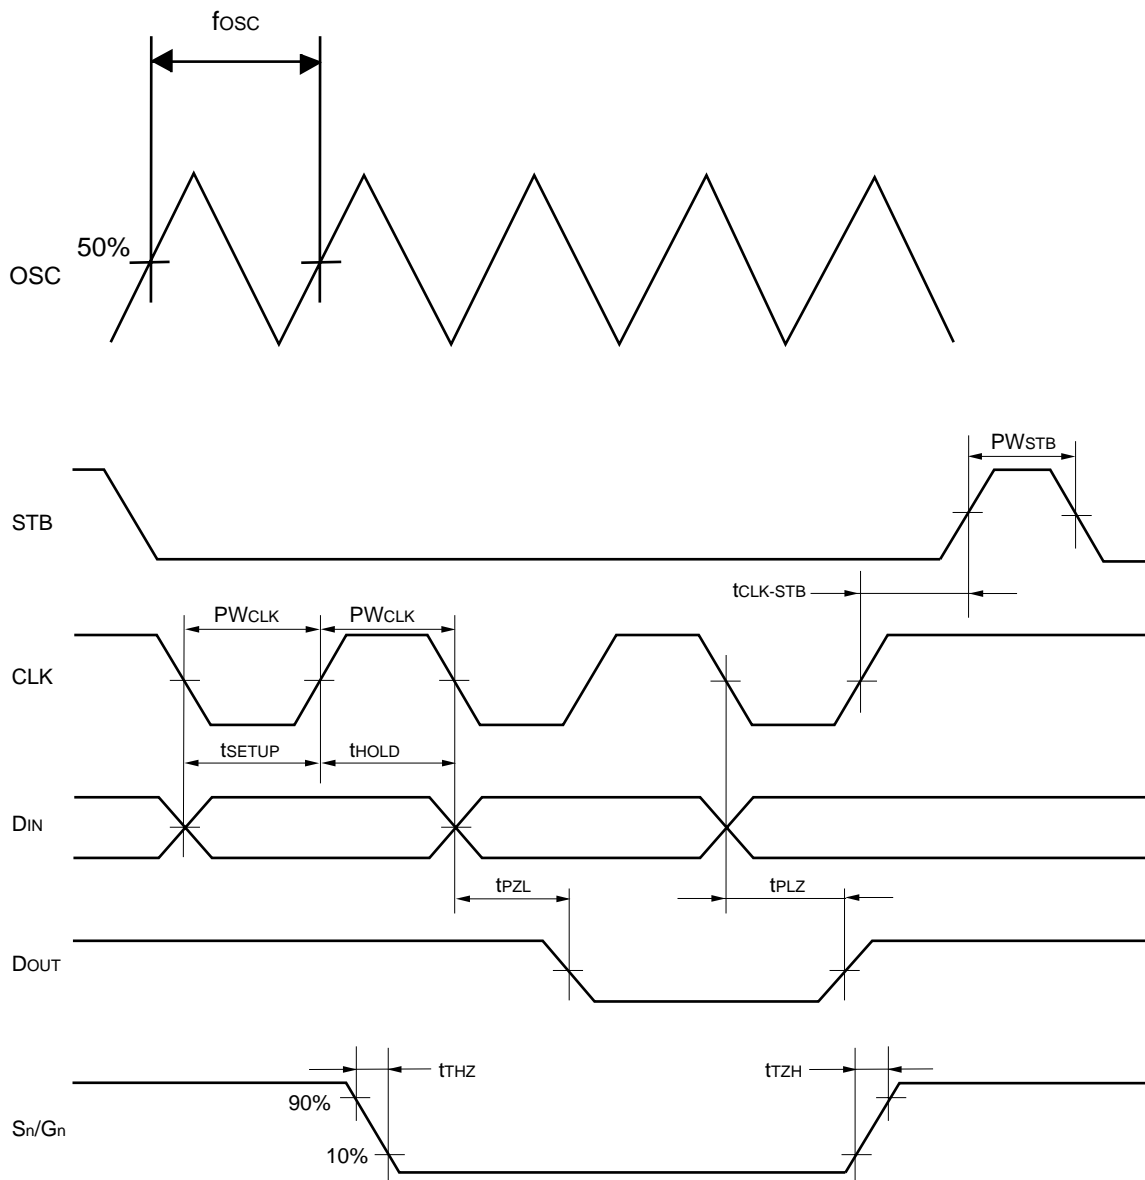 fOSC
50%
OSC
PWSTB
STB
tCLK-STB
PWCLK PWCLK
CLK
tSETUP tHOLD
DIN
tPZL tPLZ
DOUT
tTHZ tTZH
90%
Sn/Gn
10%